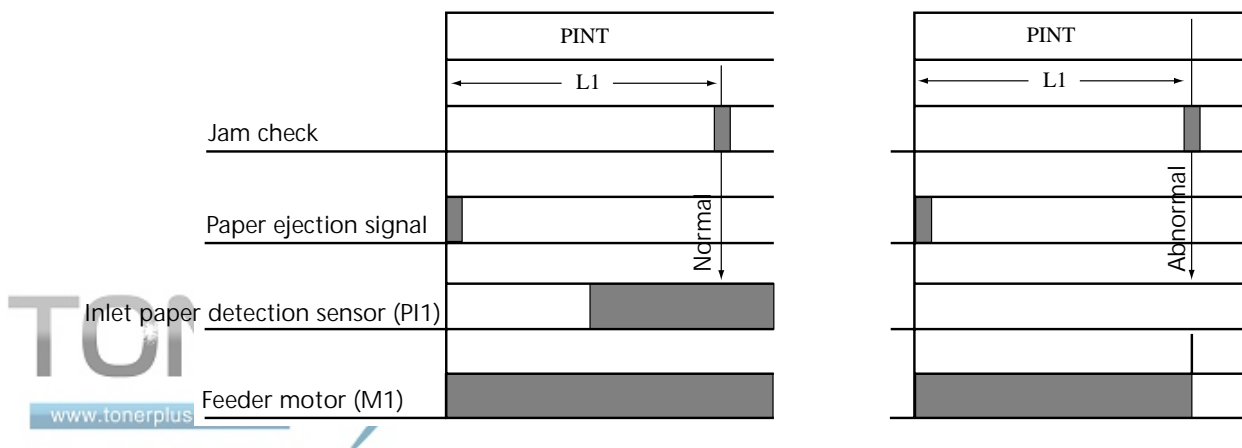 PINT
PINT
L1
L1
Jam check
Normal
Abnormal
Paper ejection signal
Inlet paper detection sensor (PI1)
Feeder motor (M1)
www.tonerplus